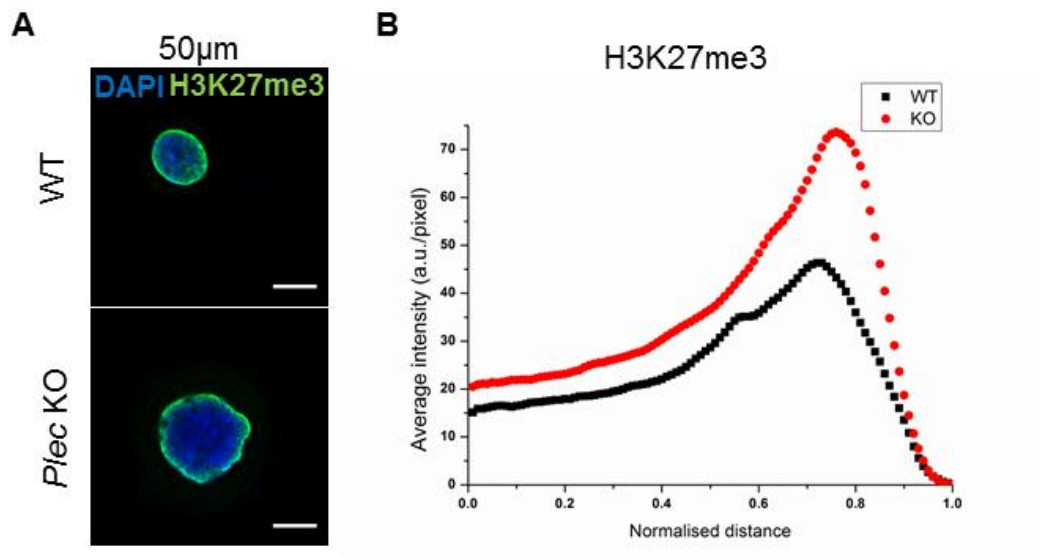 A
50µm
DAPI H3K27me3
WT
Plec KO
B
H3K27me3
WT
KO
Average intensity (a.u./pixel)
70
60
50
40
30
20
10
0
0.0 0.2 0.4 0.6 0.8 1.0
Normalised distance